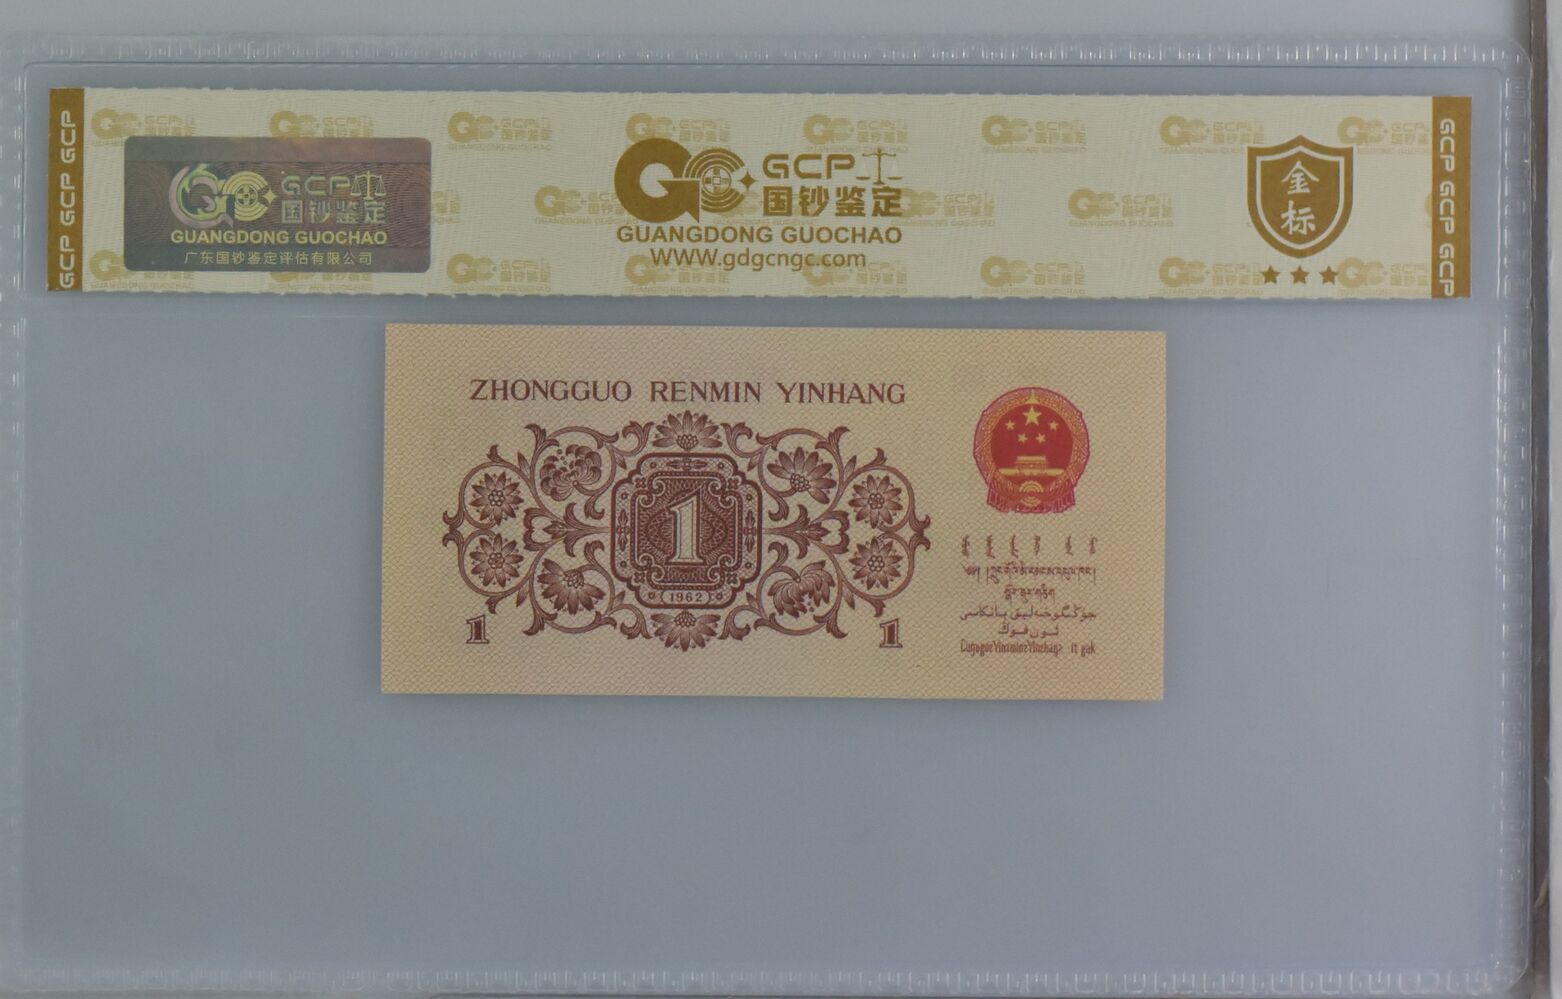 GCP GCP GCP
GCP
国钞鉴定
GUANGDONG GUOCHAO
广东国钞鉴定评估有限公司
GCP
国钞鉴定
GUANGDONG GUOCHAO
WWW.gdgcngc.com
金标
GCP GCP GCP
ZHONGGUO RENMIN YINHANG
1
1962
1
1